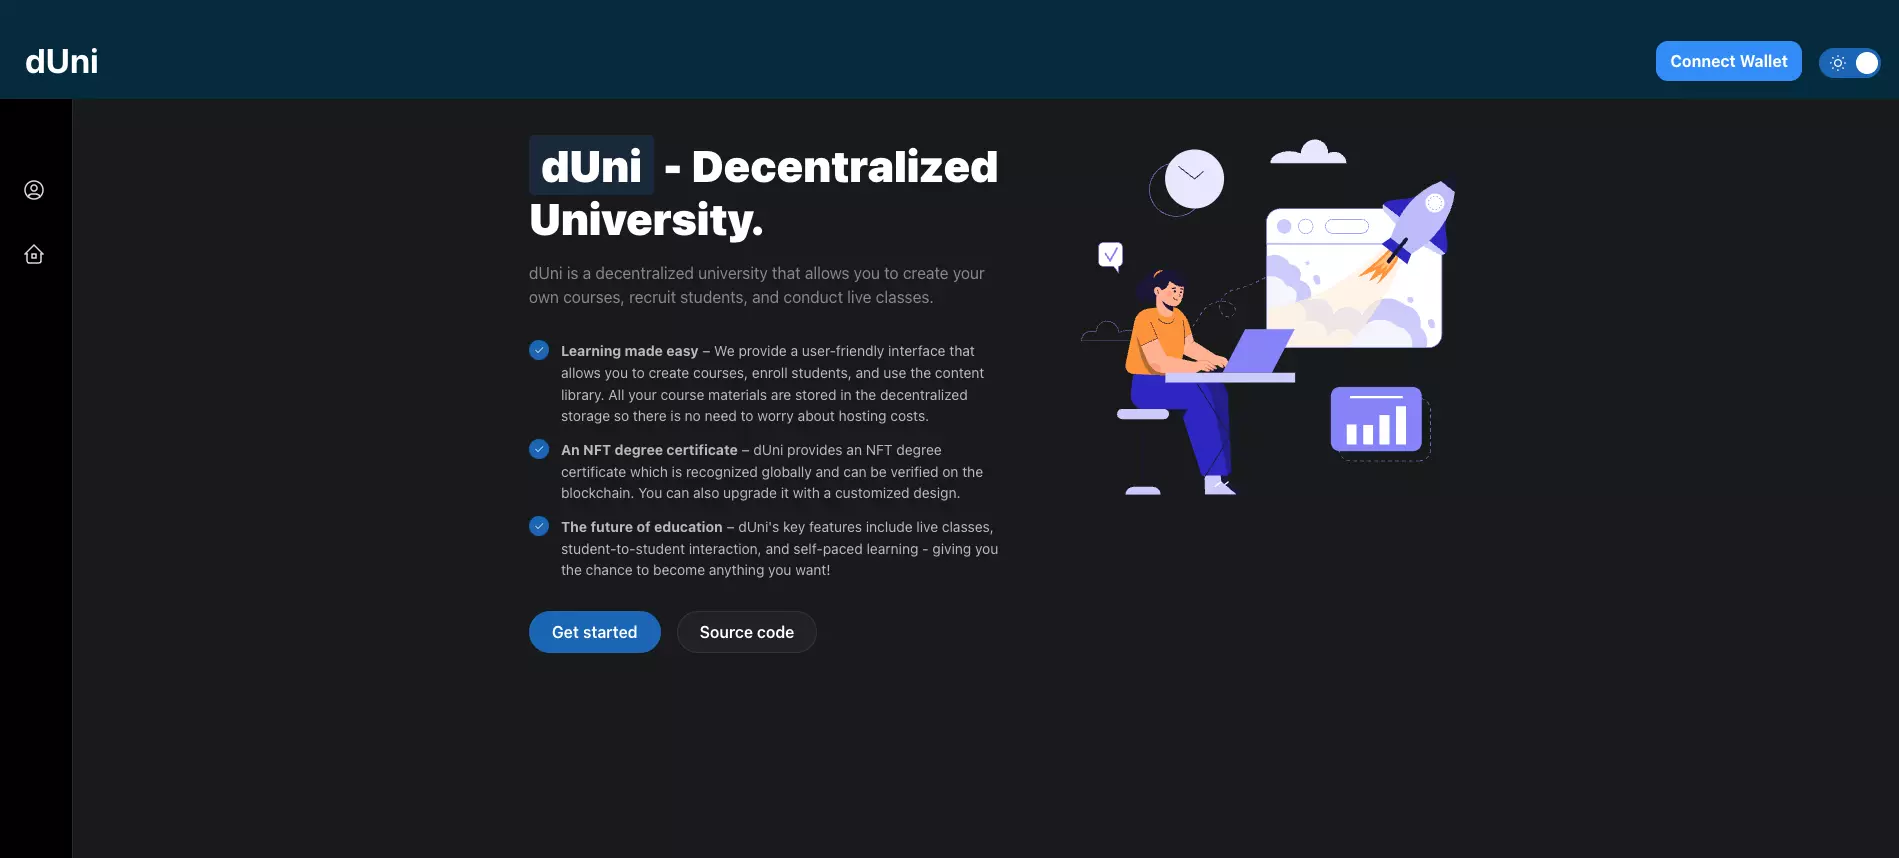 dUni
Connect Wallet
dUni - Decentralized
University.
dUni is a decentralized university that allows you to create your
own courses, recruit students, and conduct live classes.
Learning made easy – We provide a user-friendly interface that
allows you to create courses, enroll students, and use the content
library. All your course materials are stored in the decentralized
storage so there is no need to worry about hosting costs.
An NFT degree certificate – dUni provides an NFT degree
certificate which is recognized globally and can be verified on the
blockchain. You can also upgrade it with a customized design.
The future of education – dUni's key features include live classes,
student-to-student interaction, and self-paced learning - giving you
the chance to become anything you want!
Get started
Source code